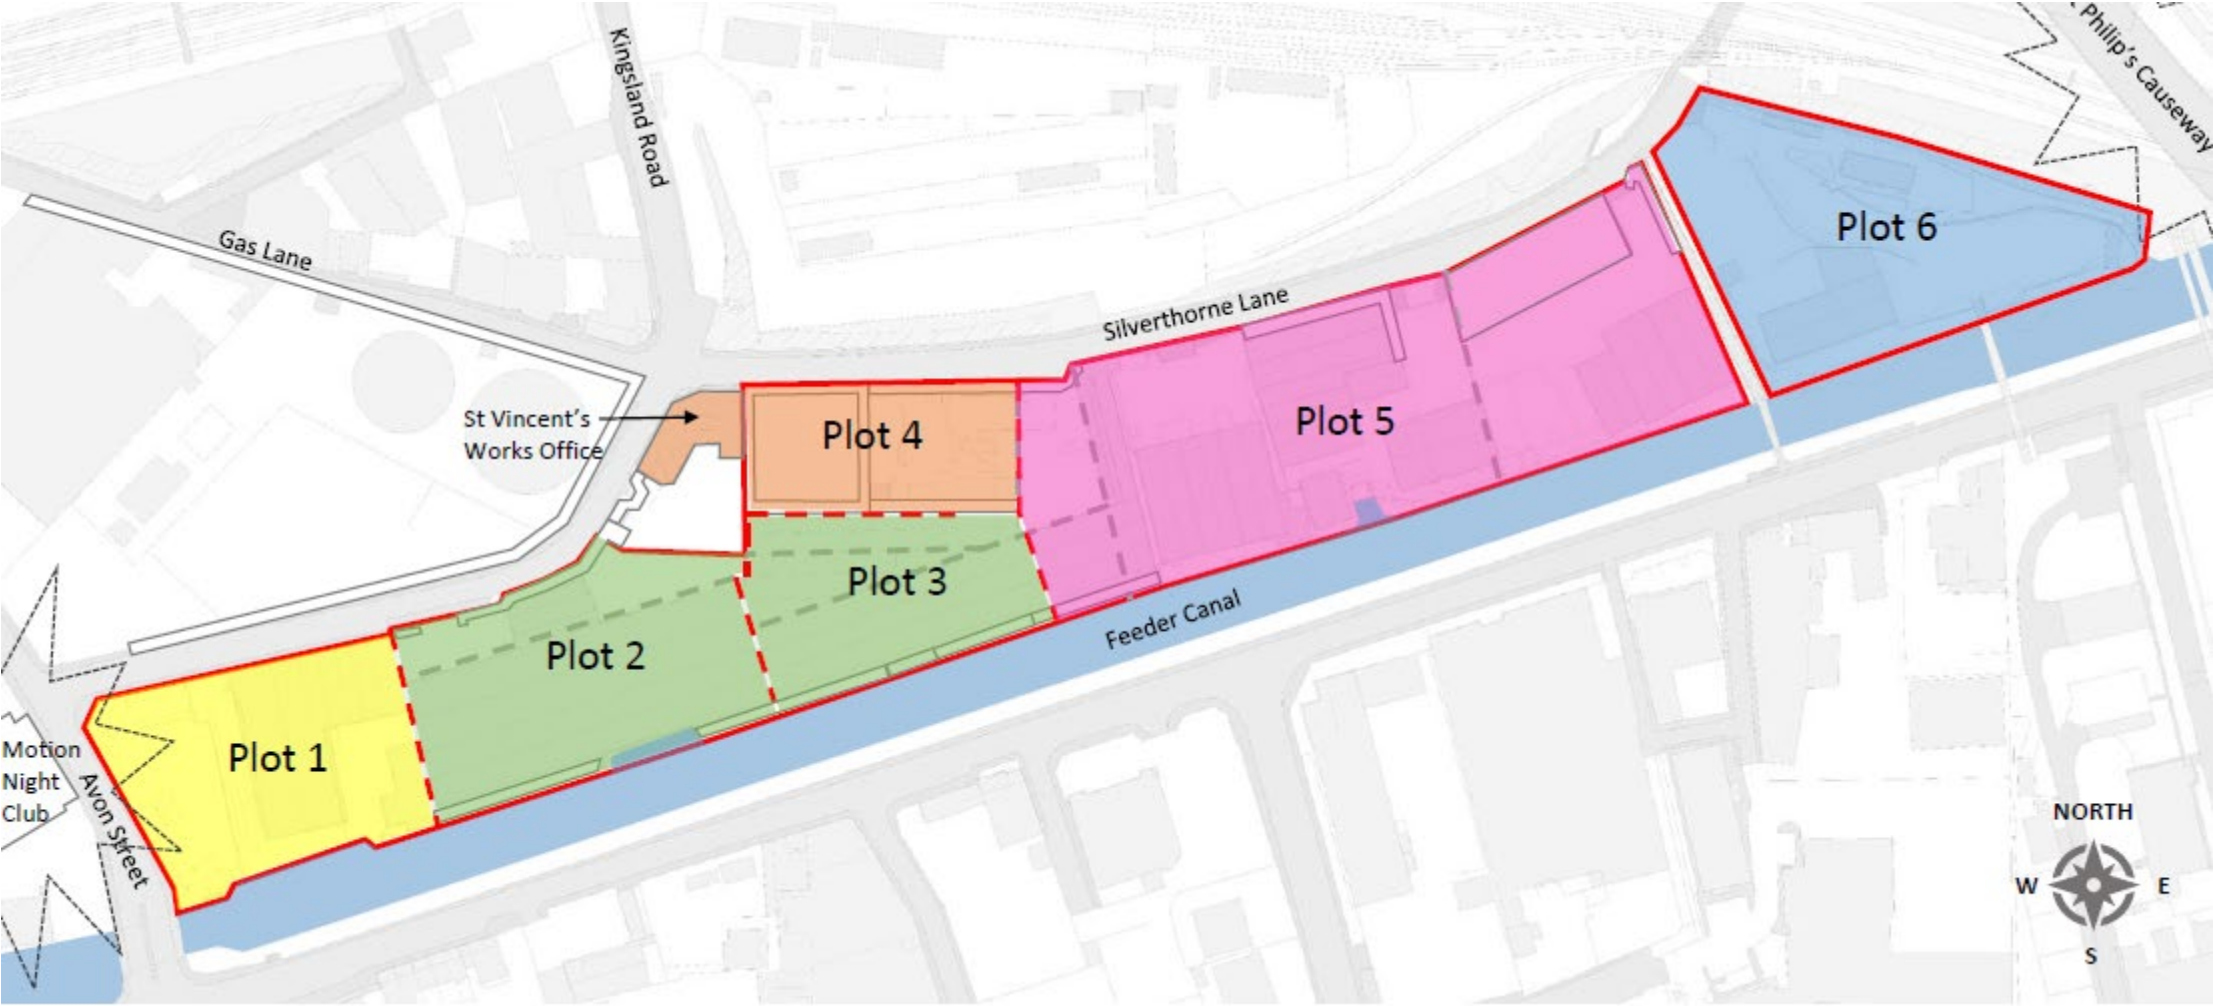 Kingsland Road
Philip's Causeway
Gas Lane
Plot 6
Silverthorne Lane
St Vincent's
Works Office
Plot 4
Plot 5
Plot 3
Feeder Canal
Plot 2
Plot 1
Motion
Night
Club
Avon Street
NORTH
W
E
S